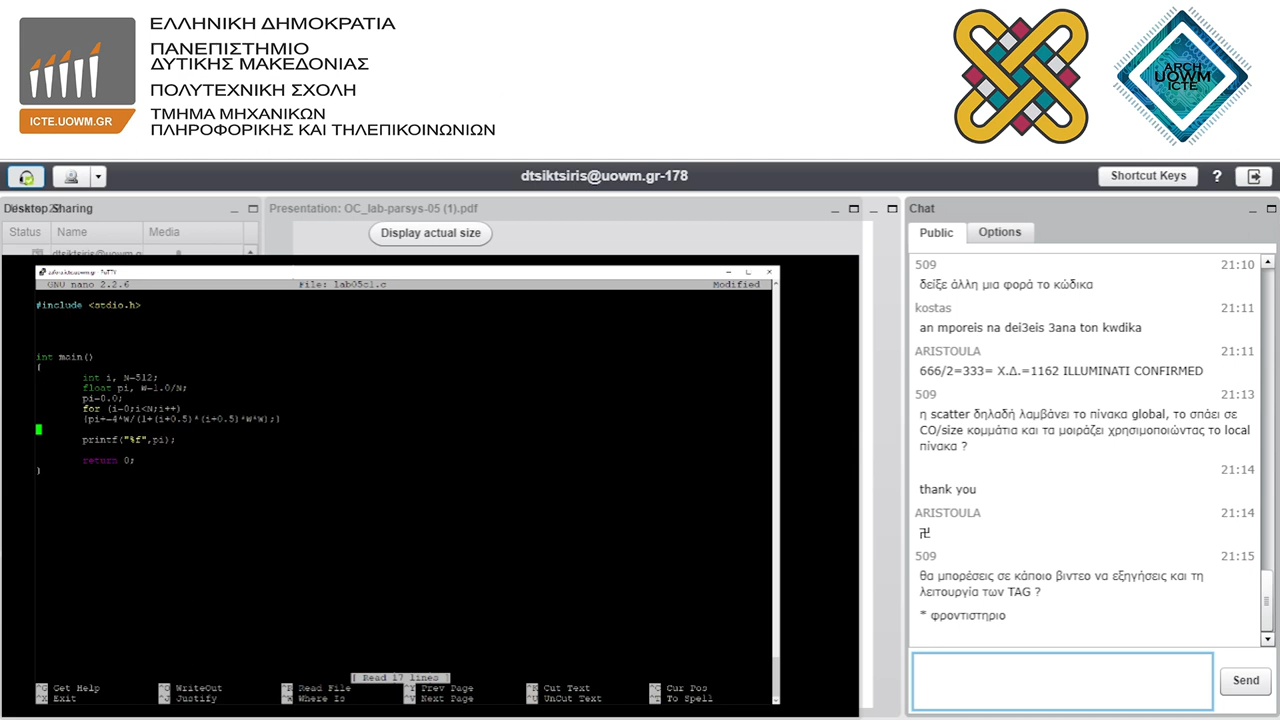 ΕΛΛΗΝΙΚΗ ΔΗΜΟΚΡΑΤΙΑ
ΠΑΝΕΠΙΣΤΗΜΙΟ
ΔΥΤΙΚΗΣ ΜΑΚΕΔΟΝΙΑΣ
ΠΟΛΥΤΕΧΝΙΚΗ ΣΧΟΛΗ
ΤΜΗΜΑ ΜΗΧΑΝΙΚΩΝ
ΠΛΗΡΟΦΟΡΙΚΗΣ ΚΑΙ ΤΗΛΕΠΙΚΟΙΝΩΝΙΩΝ
ICTE.UOWM.GR
ARCH
UOWM
ICTE
dtsiktsiris@uowm.gr-178
Shortcut Keys
?
Desktop Sharing
Presentation: OC_lab-parsys-05 (1).pdf
Status Name Media
Display actual size
dtsiktsiris@uowm.g
PuTTY
GNU nano 2.2.6 File: lab05c1.c Modified
#include <stdio.h>
int main()
{
int i, N=512;
float pi, W=1.0/N;
pi=0.0;
for (i=0;i<N;i++)
{pi+=4*W/(1+(i+0.5)*(i+0.5)*W*W);}
printf("%f",pi);
return 0;
}
[ Read 17 lines ]
^G Get Help ^O WriteOut ^R Read File ^Y Prev Page ^K Cut Text ^C Cur Pos
^X Exit ^J Justify ^W Where Is ^V Next Page ^U UnCut Text ^T To Spell
Chat
Public Options
509 21:10
δείξε άλλη μια φορά το κώδικα
kostas 21:11
an mporeis na dei3eis 3ana ton kwdika
ARISTOULA 21:11
666/2=333= Χ.Δ.=1162 ILLUMINATI CONFIRMED
509 21:13
η scatter δηλαδή λαμβάνει το πίνακα global, το σπάει σε
CO/size κομμάτια και τα μοιράζει χρησιμοποιώντας το local
πίνακα ?
21:14
thank you
ARISTOULA 21:14
卍
509 21:15
θα μπορέσεις σε κάποιο βιντεο να εξηγήσεις και τη
λειτουργία των TAG ?
* φροντιστηριο
Send